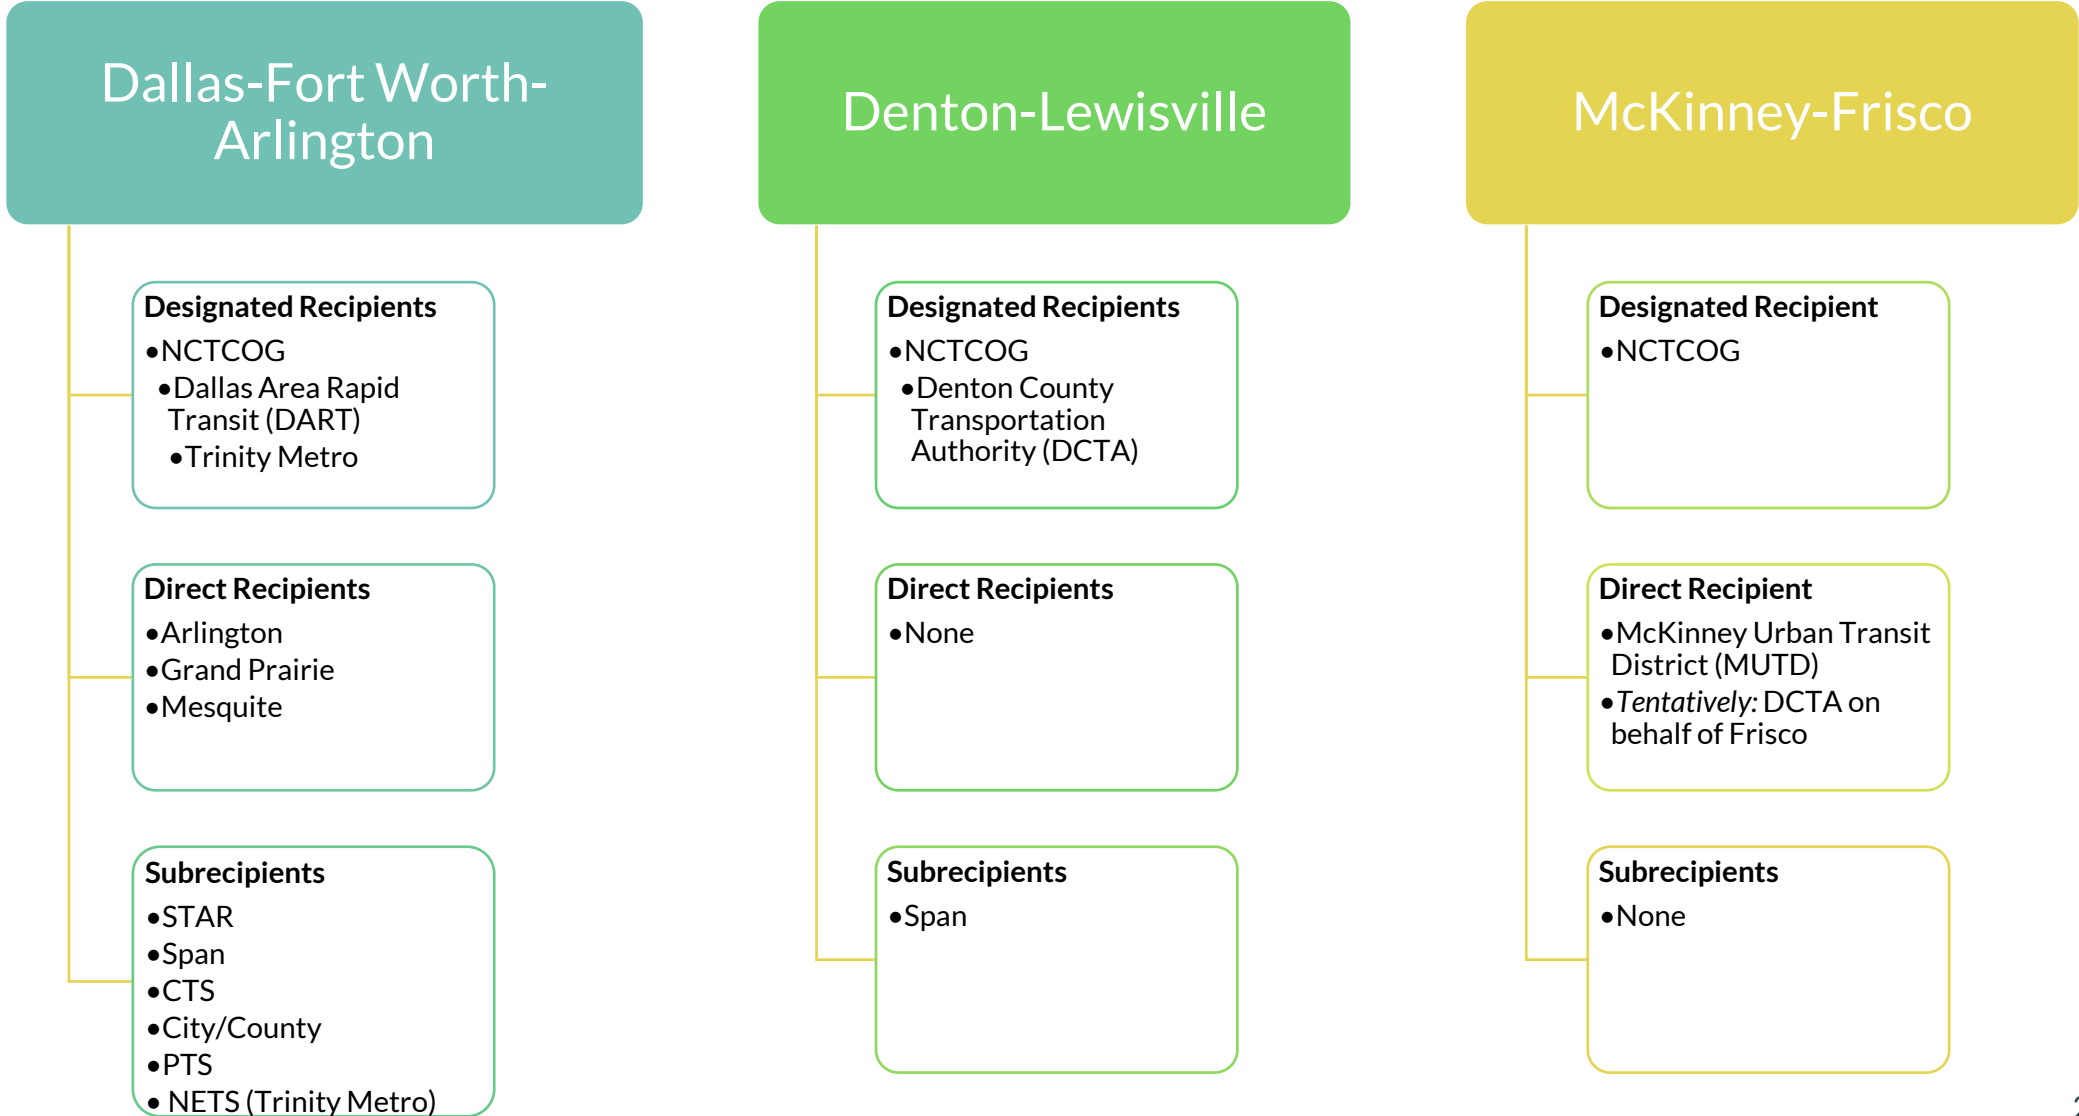 Dallas-Fort Worth-
Arlington
Designated Recipients
•NCTCOG
•Dallas Area Rapid
Transit (DART)
•Trinity Metro
Direct Recipients
•Arlington
•Grand Prairie
•Mesquite
Subrecipients
•STAR
•Span
•CTS
•City/County
•PTS
• NETS (Trinity Metro)
Denton-Lewisville
Designated Recipients
•NCTCOG
•Denton County
Transportation
Authority (DCTA)
Direct Recipients
•None
Subrecipients
•Span
McKinney-Frisco
Designated Recipient
•NCTCOG
Direct Recipient
•McKinney Urban Transit
District (MUTD)
•Tentatively: DCTA on
behalf of Frisco
Subrecipients
•None